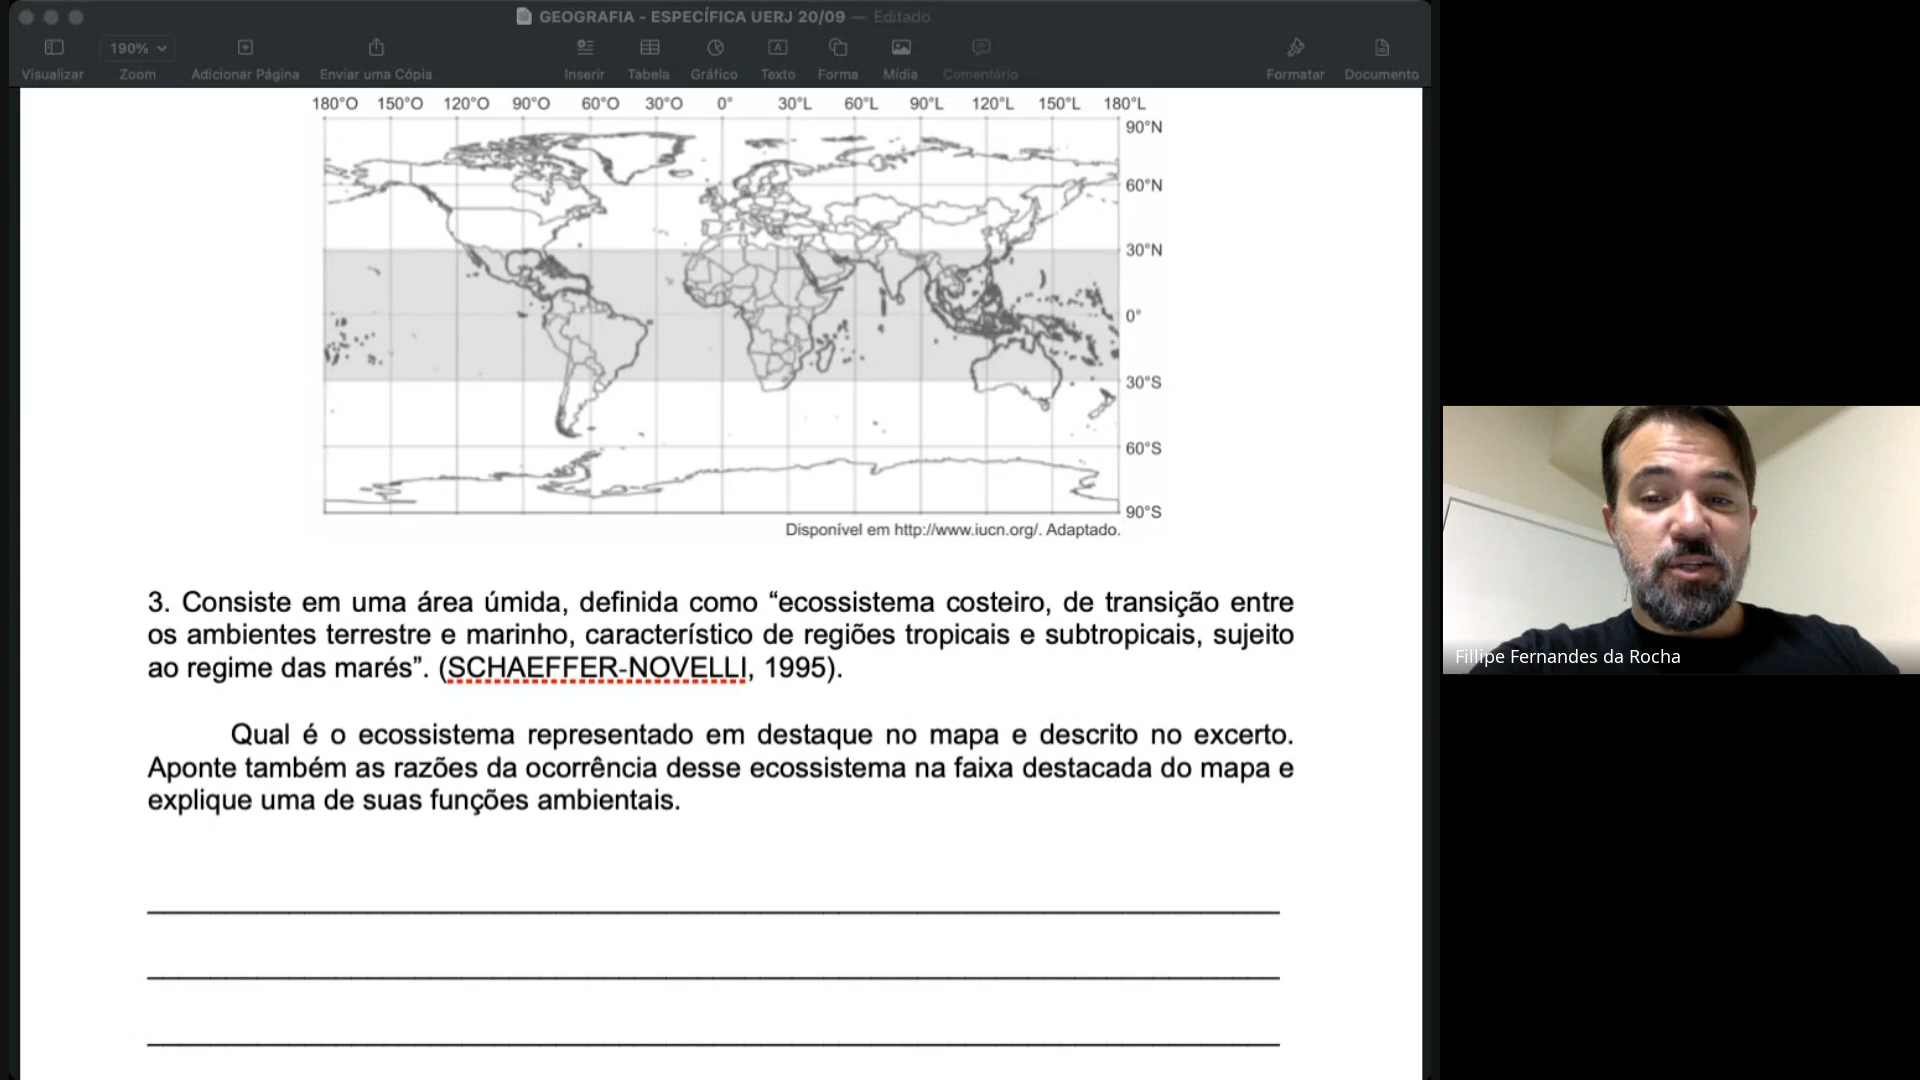 GEOGRAFIA - ESPECÍFICA UERJ 20/09 — Editado
190%
Visualizar Zoom Adicionar Página Enviar uma Cópia Inserir Tabela Gráfico Texto Forma Mídia Comentário Formatar Documento
180°O 150°O 120°O 90°O 60°O 30°O 0° 30°L 60°L 90°L 120°L 150°L 180°L
90°N
60°N
30°N
0°
30°S
60°S
90°S
Disponível em http://www.iucn.org/. Adaptado.
3. Consiste em uma área úmida, definida como “ecossistema costeiro, de transição entre
os ambientes terrestre e marinho, característico de regiões tropicais e subtropicais, sujeito
ao regime das marés”. (SCHAEFFER-NOVELLI, 1995).
Qual é o ecossistema representado em destaque no mapa e descrito no excerto.
Aponte também as razões da ocorrência desse ecossistema na faixa destacada do mapa e
explique uma de suas funções ambientais.
Fillipe Fernandes da Rocha